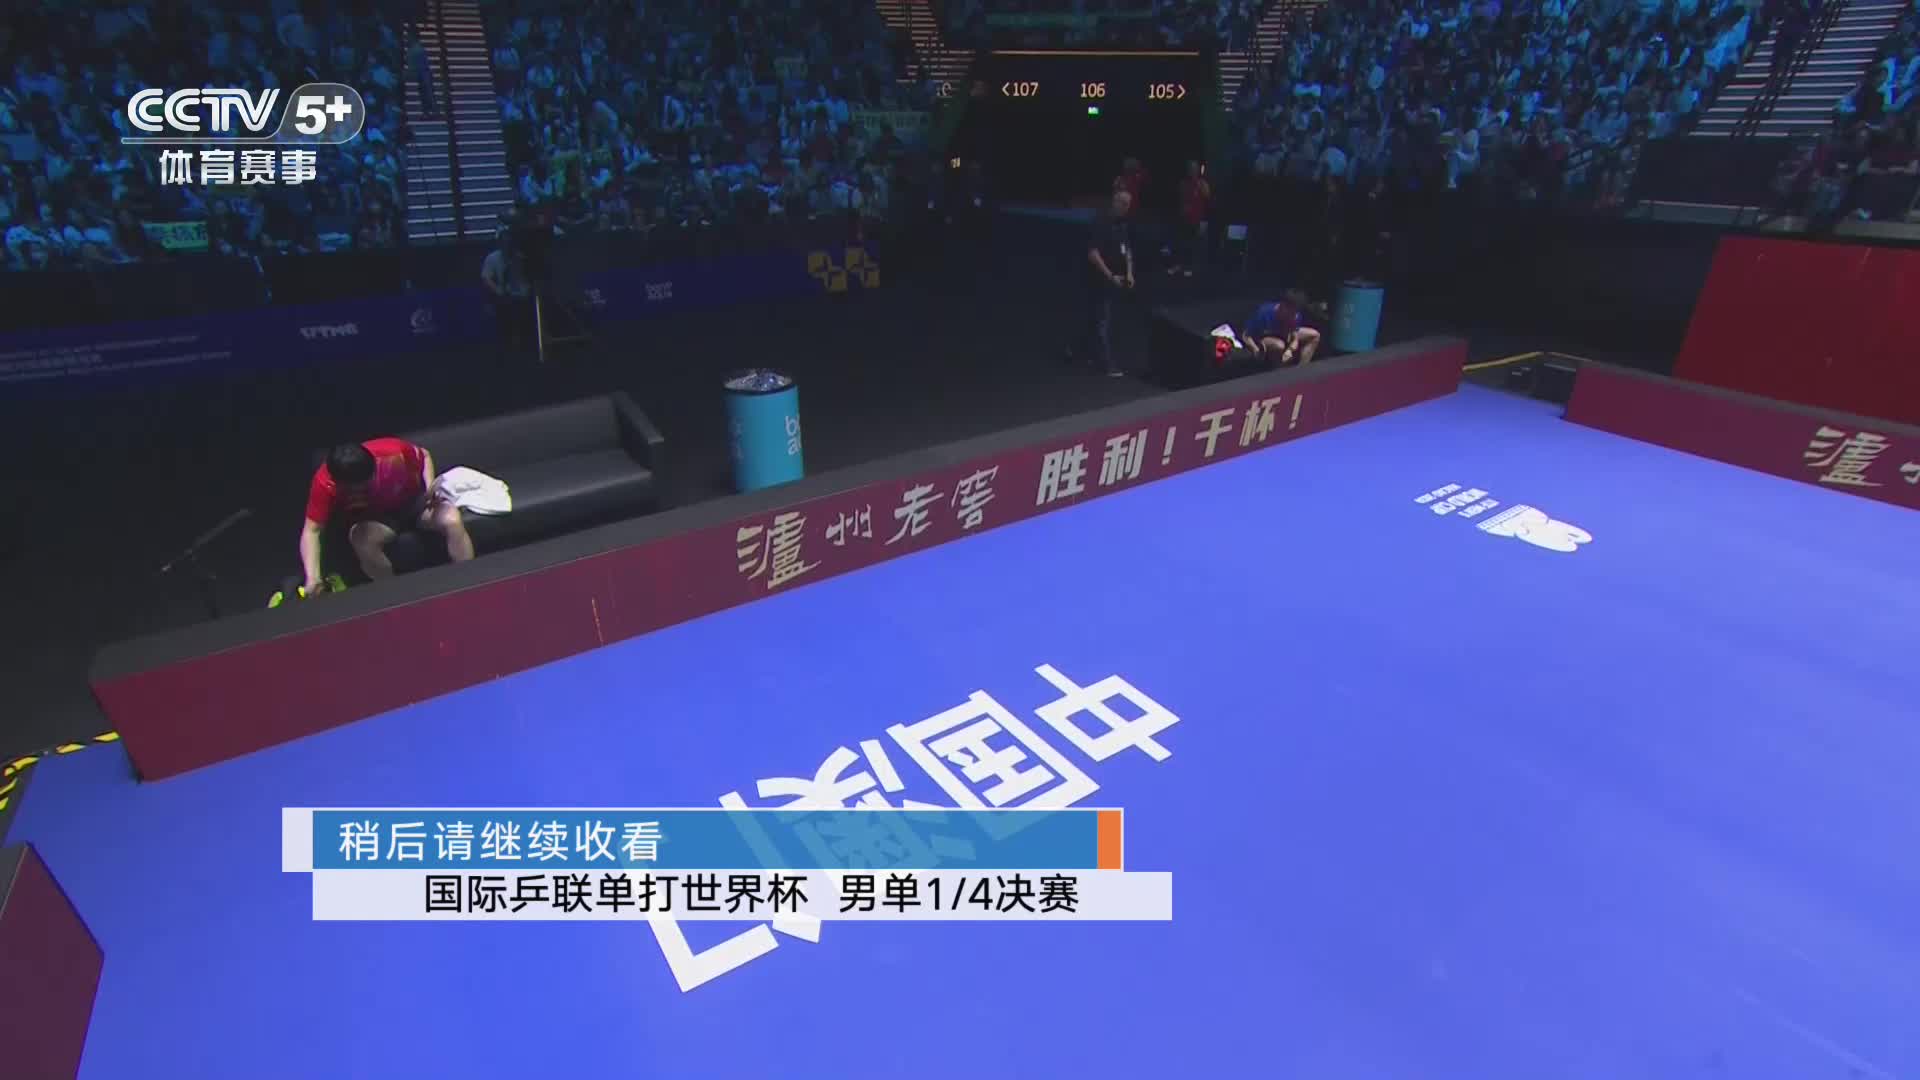 CCTV 5+
体育赛事
<107 106 105>
泸州老窖 胜利！干杯！
泸
中国澳门
稍后请继续收看
国际乒联单打世界杯 男单1/4决赛